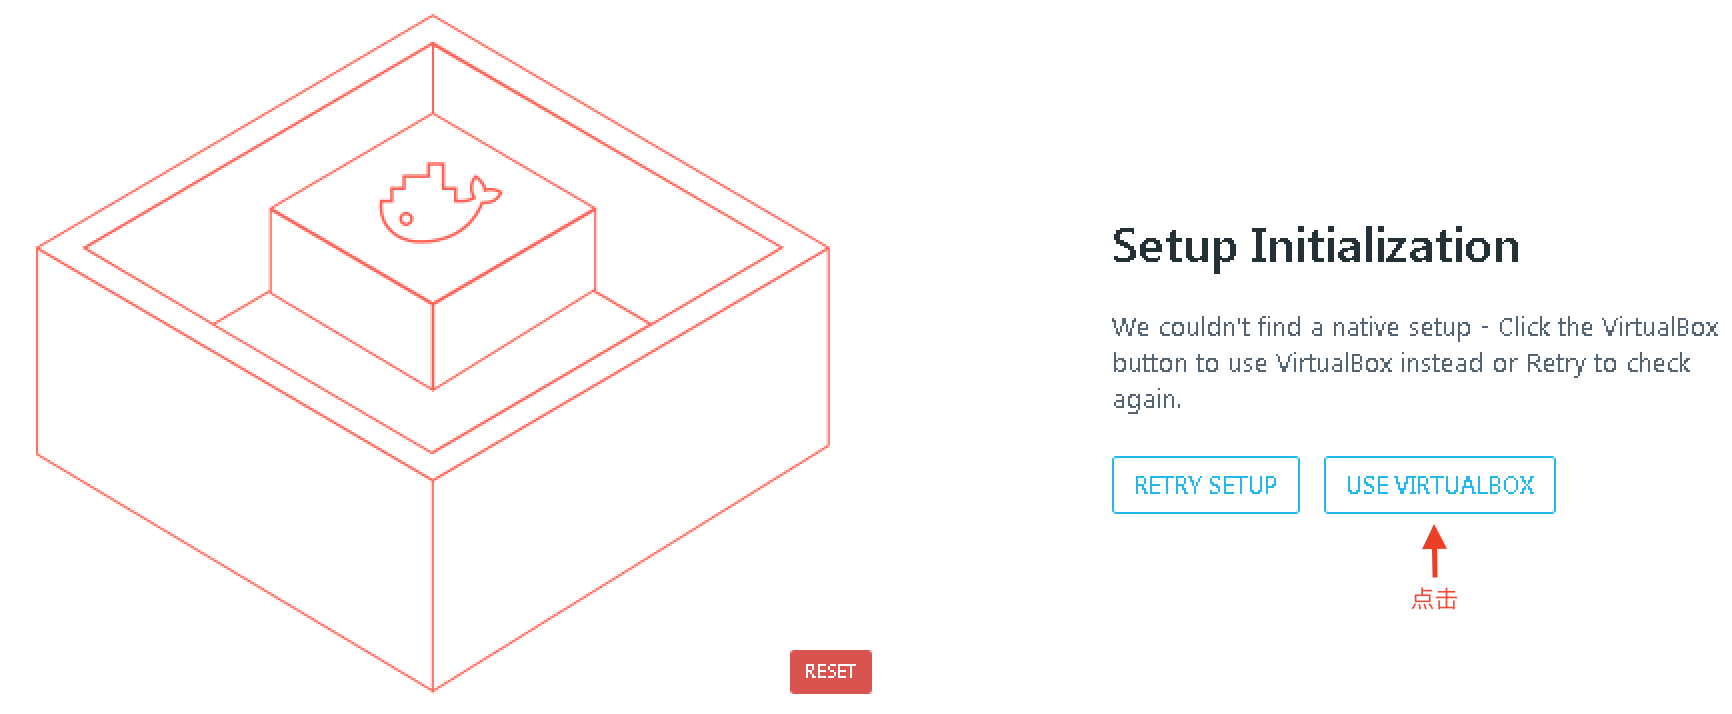 Setup Initialization
We couldn't find a native setup - Click the VirtualBox
button to use VirtualBox instead or Retry to check
again.
RETRY SETUP
USE VIRTUALBOX
点击
RESET